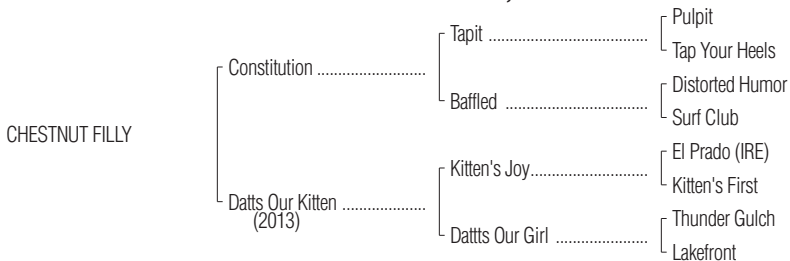 Pulpit
Tapit ............................................
Tap Your Heels
Constitution ..............................
Distorted Humor
Baffled ........................................
Surf Club
CHESTNUT FILLY
El Prado (IRE)
Kitten's Joy.................................
Kitten's First
Datts Our Kitten .......................
(2013)
Thunder Gulch
Dattts Our Girl ..........................
Lakefront